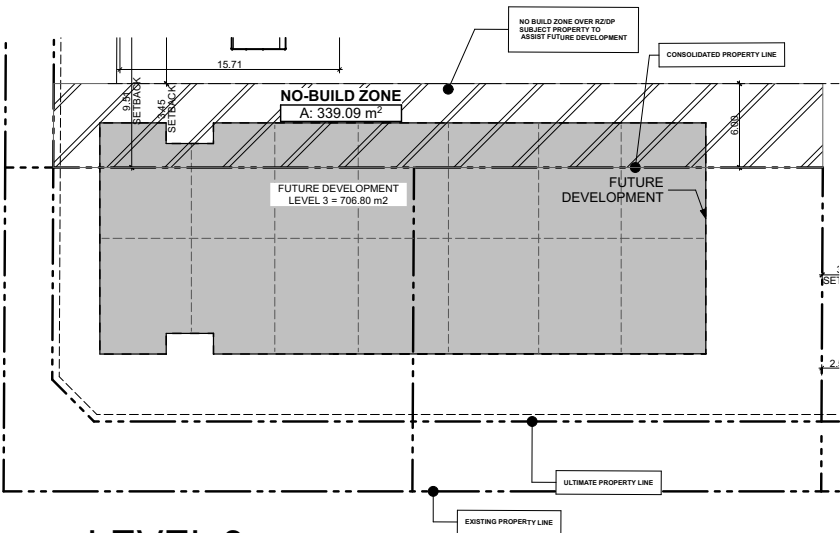 NO BUILD ZONE OVER RZ/DP
SUBJECT PROPERTY TO
ASSIST FUTURE DEVELOPMENT
CONSOLIDATED PROPERTY LINE
15.71
9.51
SETBACK
3.45
SETBACK
NO-BUILD ZONE
A: 339.09 m²
6.00
FUTURE DEVELOPMENT
LEVEL 3 = 706.80 m2
FUTURE
DEVELOPMENT
ULTIMATE PROPERTY LINE
EXISTING PROPERTY LINE